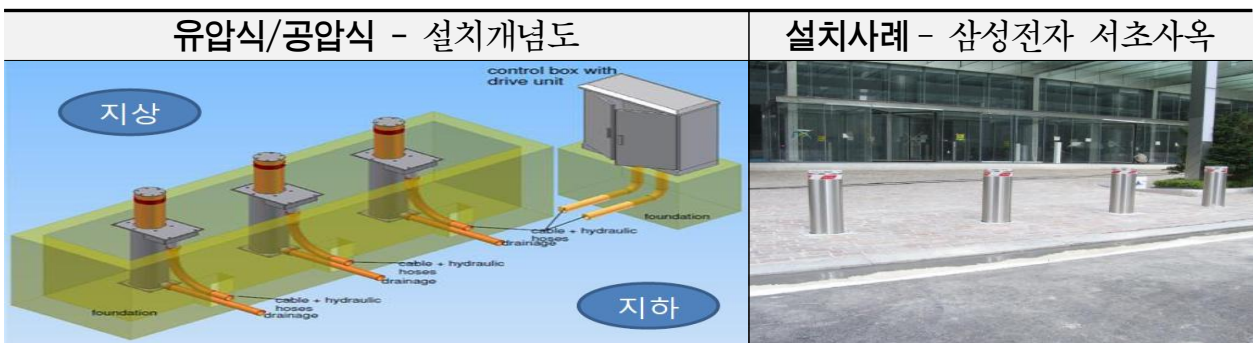 유압식/공압식 - 설치개념도
설치사례 - 삼성전자 서초사옥
control box with
drive unit
지상
foundation
cable + hydraulic
hoses
drainage
cable + hydraulic
hoses
drainage
cable + hydraulic
hoses
drainage
foundation
지하